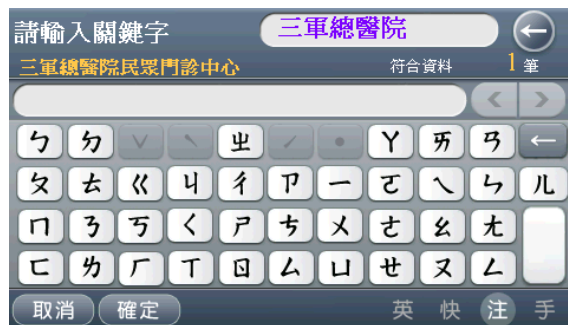 請輸入關鍵字 三軍總醫院
三軍總醫院民眾門診中心 符合資料 1 筆
ㄅ ㄉ ˇ ˋ ㄓ ˊ ˙ ㄚ ㄞ ㄢ ←
ㄆ ㄊ ㄍ ㄐ ㄔ ㄗ ㄧ ㄛ ㄟ ㄣ ㄦ
ㄇ ㄋ ㄎ ㄑ ㄕ ㄘ ㄨ ㄜ ㄠ ㄤ
ㄈ ㄌ ㄏ ㄒ ㄖ ㄙ ㄩ ㄝ ㄡ ㄥ
取消 確定 英 快 注 手